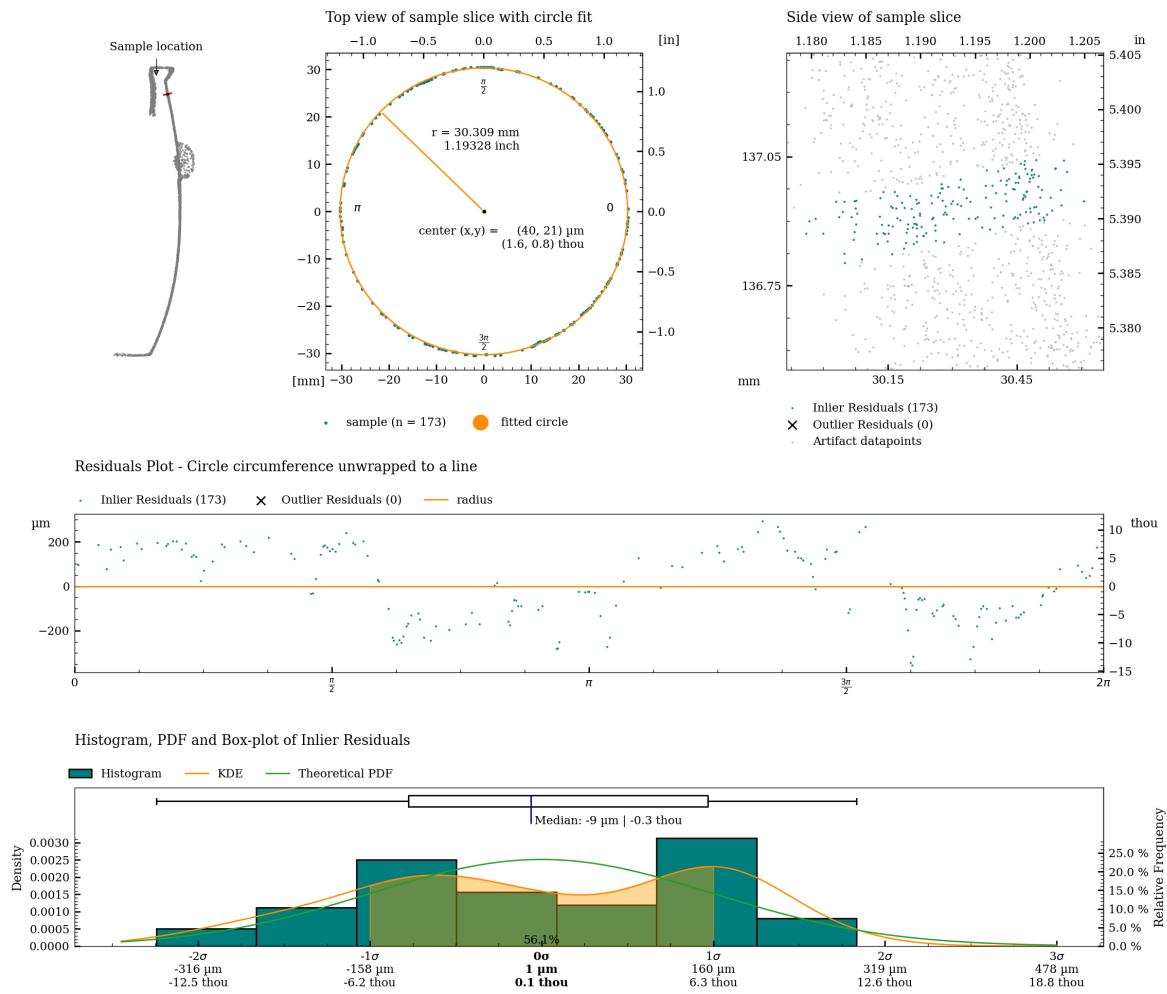 Sample location
Top view of sample slice with circle fit
−1.0 −0.5 0.0 0.5 1.0 [in]
30 20 10 0 −10 −20 −30
1.0 0.5 0.0 −0.5 −1.0
π/2
r = 30.309 mm
1.19328 inch
π 0
center (x,y) = (40, 21) µm
(1.6, 0.8) thou
3π/2
[mm] −30 −20 −10 0 10 20 30
sample (n = 173) fitted circle
Side view of sample slice
1.180 1.185 1.190 1.195 1.200 1.205 in
137.05 136.75
5.405 5.400 5.395 5.390 5.385 5.380
mm 30.15 30.45
Inlier Residuals (173)
Outlier Residuals (0)
Artifact datapoints
Residuals Plot - Circle circumference unwrapped to a line
Inlier Residuals (173) Outlier Residuals (0) radius
µm thou
200 0 −200
10 5 0 −5 −10 −15
0 π/2 π 3π/2 2π
Histogram, PDF and Box-plot of Inlier Residuals
Histogram KDE Theoretical PDF
Median: -9 µm | -0.3 thou
Density
0.0030 0.0025 0.0020 0.0015 0.0010 0.0005 0.0000
25.0 % 20.0 % 15.0 % 10.0 % 5.0 % 0.0 %
Relative Frequency
56.1%
-2σ -1σ 0σ 1σ 2σ 3σ
-316 µm -158 µm 1 µm 160 µm 319 µm 478 µm
-12.5 thou -6.2 thou 0.1 thou 6.3 thou 12.6 thou 18.8 thou